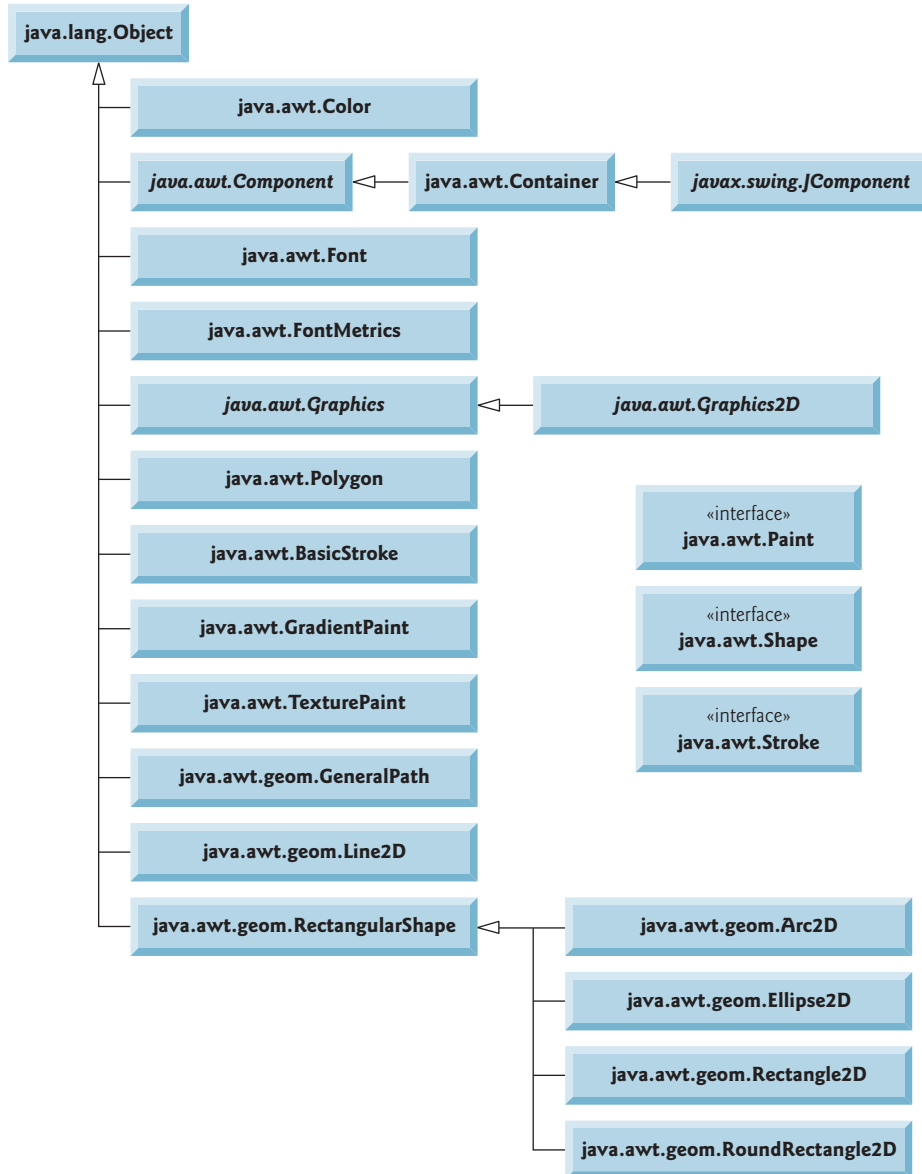 java.lang.Object
java.awt.Color
java.awt.Component
java.awt.Container
javax.swing.JComponent
java.awt.Font
java.awt.FontMetrics
java.awt.Graphics
java.awt.Graphics2D
java.awt.Polygon
«interface»
java.awt.Paint
java.awt.BasicStroke
java.awt.GradientPaint
«interface»
java.awt.Shape
java.awt.TexturePaint
«interface»
java.awt.Stroke
java.awt.geom.GeneralPath
java.awt.geom.Line2D
java.awt.geom.RectangularShape
java.awt.geom.Arc2D
java.awt.geom.Ellipse2D
java.awt.geom.Rectangle2D
java.awt.geom.RoundRectangle2D